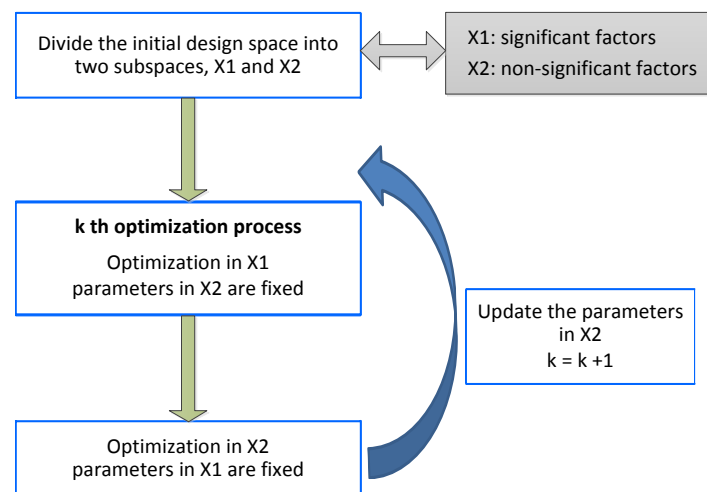 Divide the initial design space into
two subspaces, X1 and X2
X1: significant factors
X2: non-significant factors
k th optimization process
Optimization in X1
parameters in X2 are fixed
Update the parameters
in X2
k = k +1
Optimization in X2
parameters in X1 are fixed